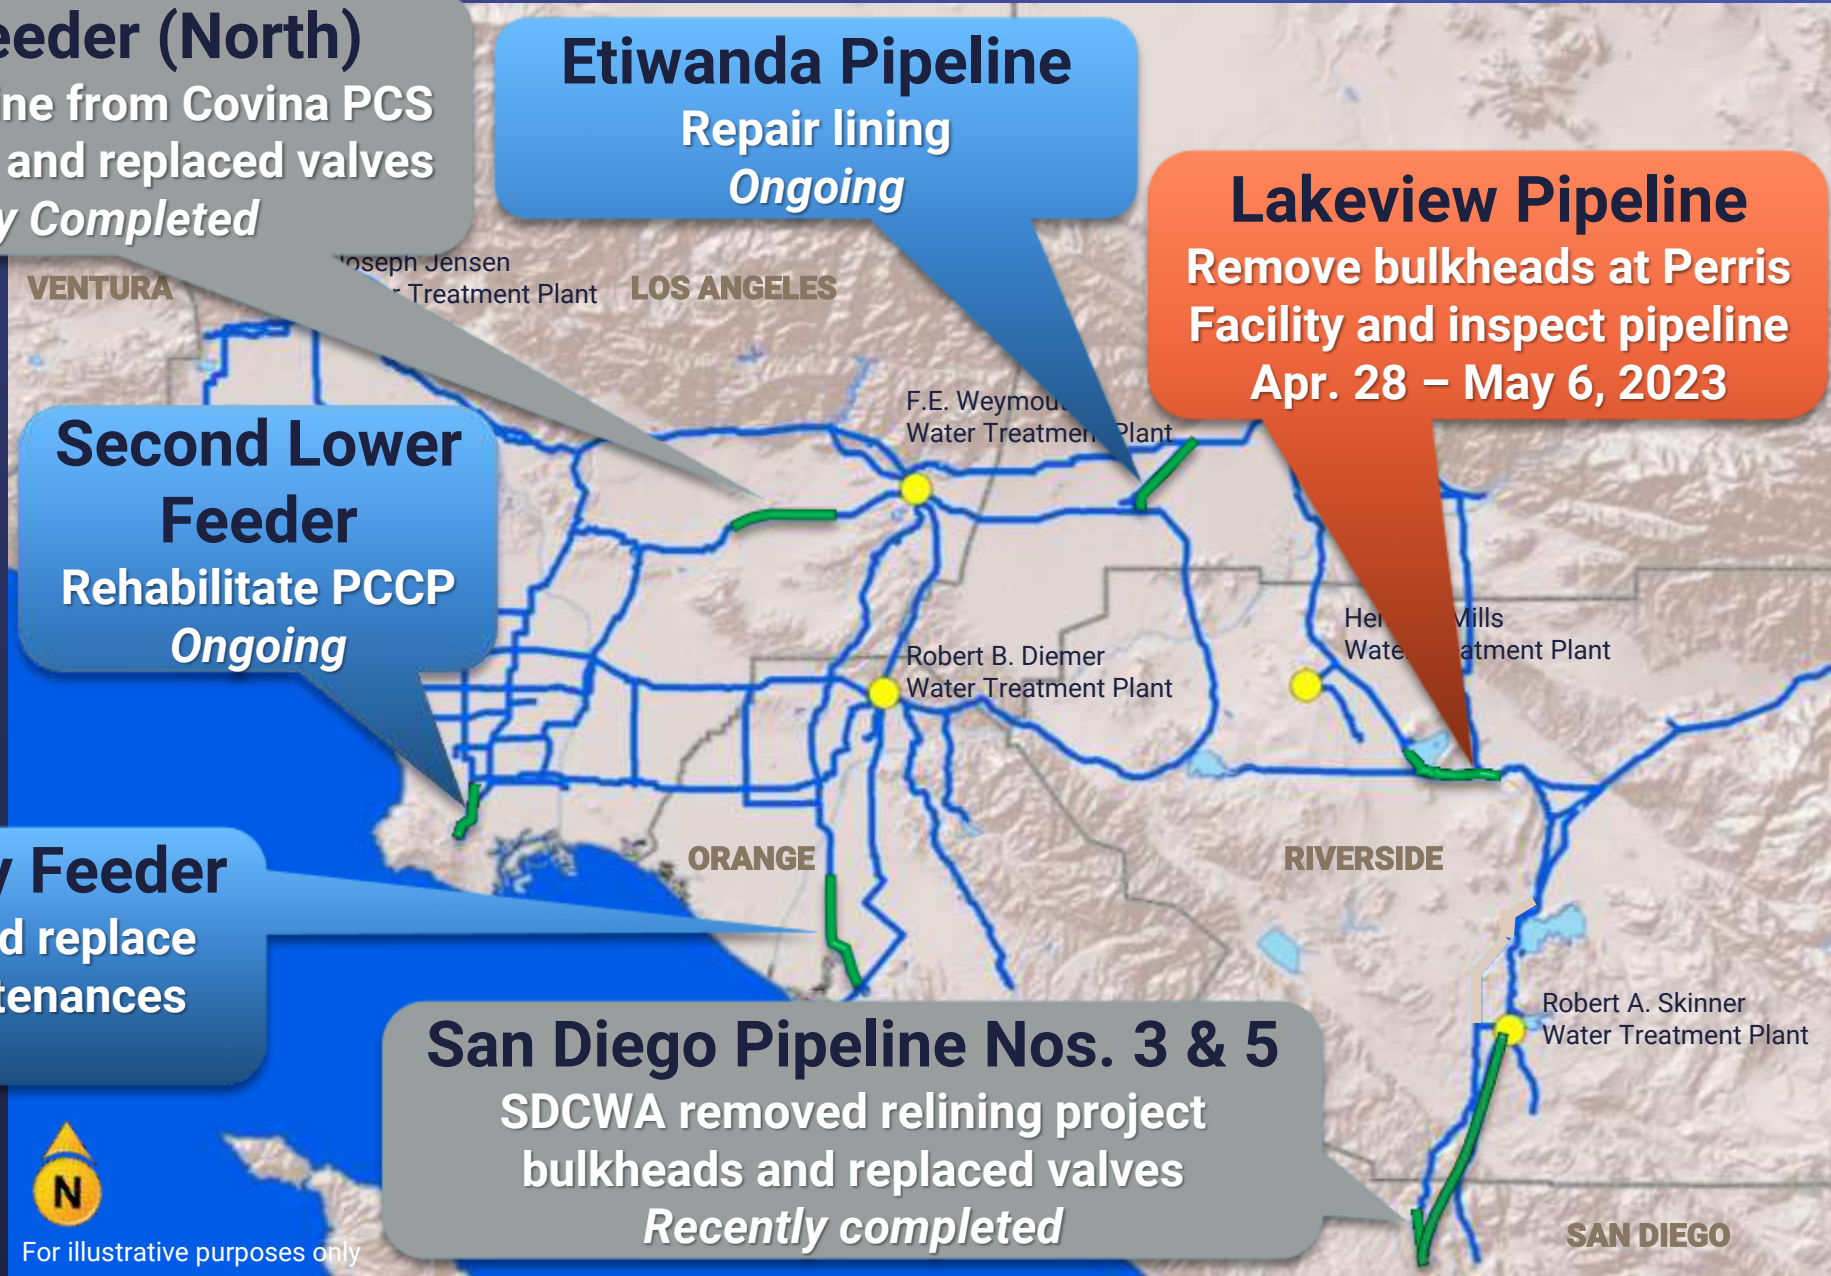 eeder (North)
ne from Covina PCS
and replaced valves
y Completed
Etiwanda Pipeline
Repair lining
Ongoing
Lakeview Pipeline
Remove bulkheads at Perris
Facility and inspect pipeline
Apr. 28 – May 6, 2023
VENTURA
Joseph Jensen
r Treatment Plant
LOS ANGELES
F.E. Weymou
Water Treatmen Plant
Second Lower
Feeder
Rehabilitate PCCP
Ongoing
Hen Mills
Wate atment Plant
Robert B. Diemer
Water Treatment Plant
y Feeder
d replace
tenances
ORANGE
RIVERSIDE
Robert A. Skinner
Water Treatment Plant
San Diego Pipeline Nos. 3 & 5
SDCWA removed relining project
bulkheads and replaced valves
Recently completed
SAN DIEGO
N
For illustrative purposes only